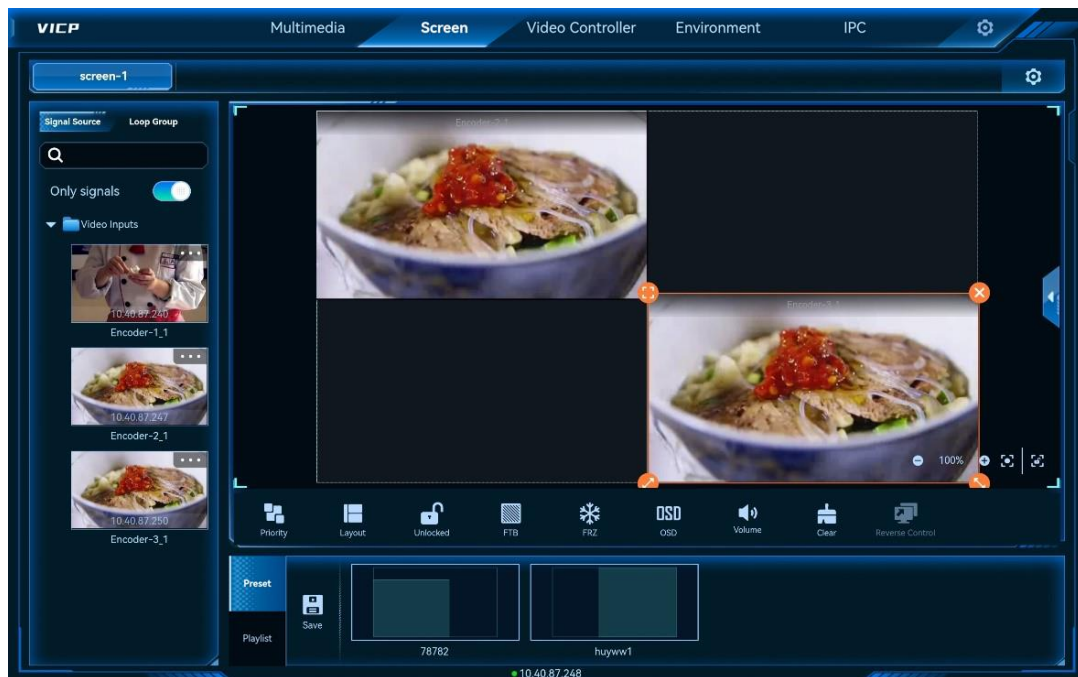 VICP
Multimedia
Screen
Video Controller
Environment
IPC
screen-1
Signal Source
Loop Group
Only signals
Video Inputs
10.40.87.240
Encoder-1_1
10.40.87.247
Encoder-2_1
10.40.87.250
Encoder-3_1
Encoder-2_1
Encoder-3_1
100%
Priority
Layout
Unlocked
FTB
FRZ
OSD
OSD
Volume
Clear
Reverse Control
Preset
Playlist
Save
78782
huyww1
10.40.87.248